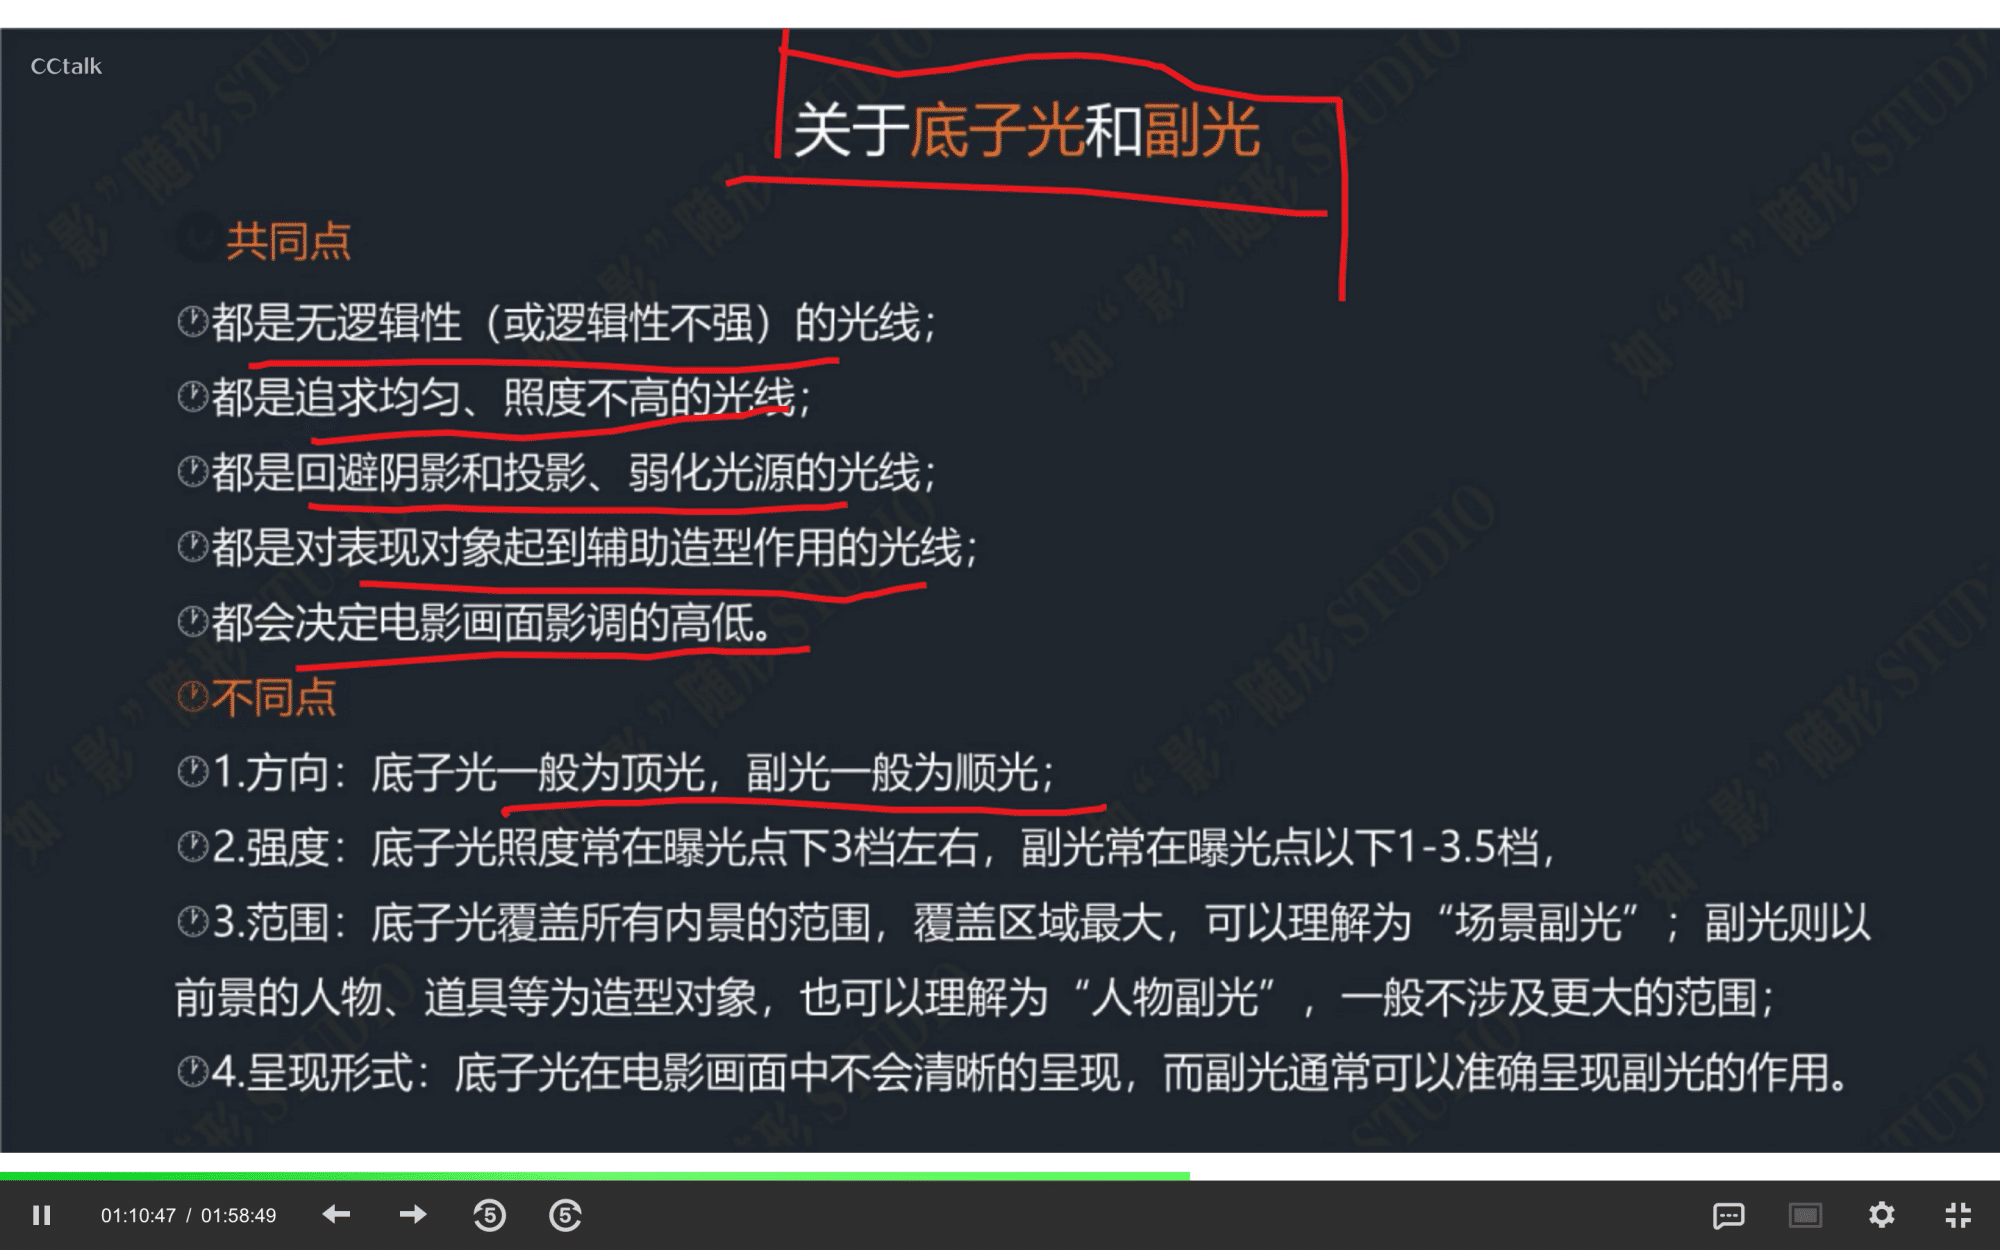 CCtalk
关于底子光和副光
共同点
都是无逻辑性（或逻辑性不强）的光线；
都是追求均匀、照度不高的光线；
都是回避阴影和投影、弱化光源的光线；
都是对表现对象起到辅助造型作用的光线；
都会决定电影画面影调的高低。
不同点
1.方向：底子光一般为顶光，副光一般为顺光；
2.强度：底子光照度常在曝光点下3档左右，副光常在曝光点以下1-3.5档，
3.范围：底子光覆盖所有内景的范围，覆盖区域最大，可以理解为“场景副光”；副光则以
前景的人物、道具等为造型对象，也可以理解为“人物副光”，一般不涉及更大的范围；
4.呈现形式：底子光在电影画面中不会清晰的呈现，而副光通常可以准确呈现副光的作用。
如“影”随形 STUDIO
01:10:47 / 01:58:49
5
5